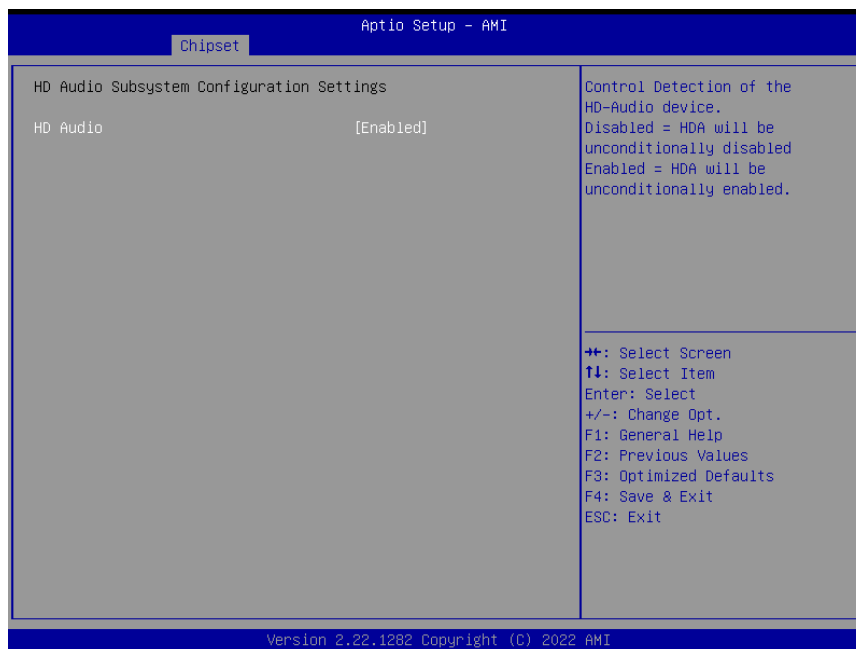 Aptio Setup – AMI
Chipset
HD Audio Subsystem Configuration Settings
HD Audio [Enabled]
Control Detection of the
HD-Audio device.
Disabled = HDA will be
unconditionally disabled
Enabled = HDA will be
unconditionally enabled.
→←: Select Screen
↑↓: Select Item
Enter: Select
+/-: Change Opt.
F1: General Help
F2: Previous Values
F3: Optimized Defaults
F4: Save & Exit
ESC: Exit
Version 2.22.1282 Copyright (C) 2022 AMI